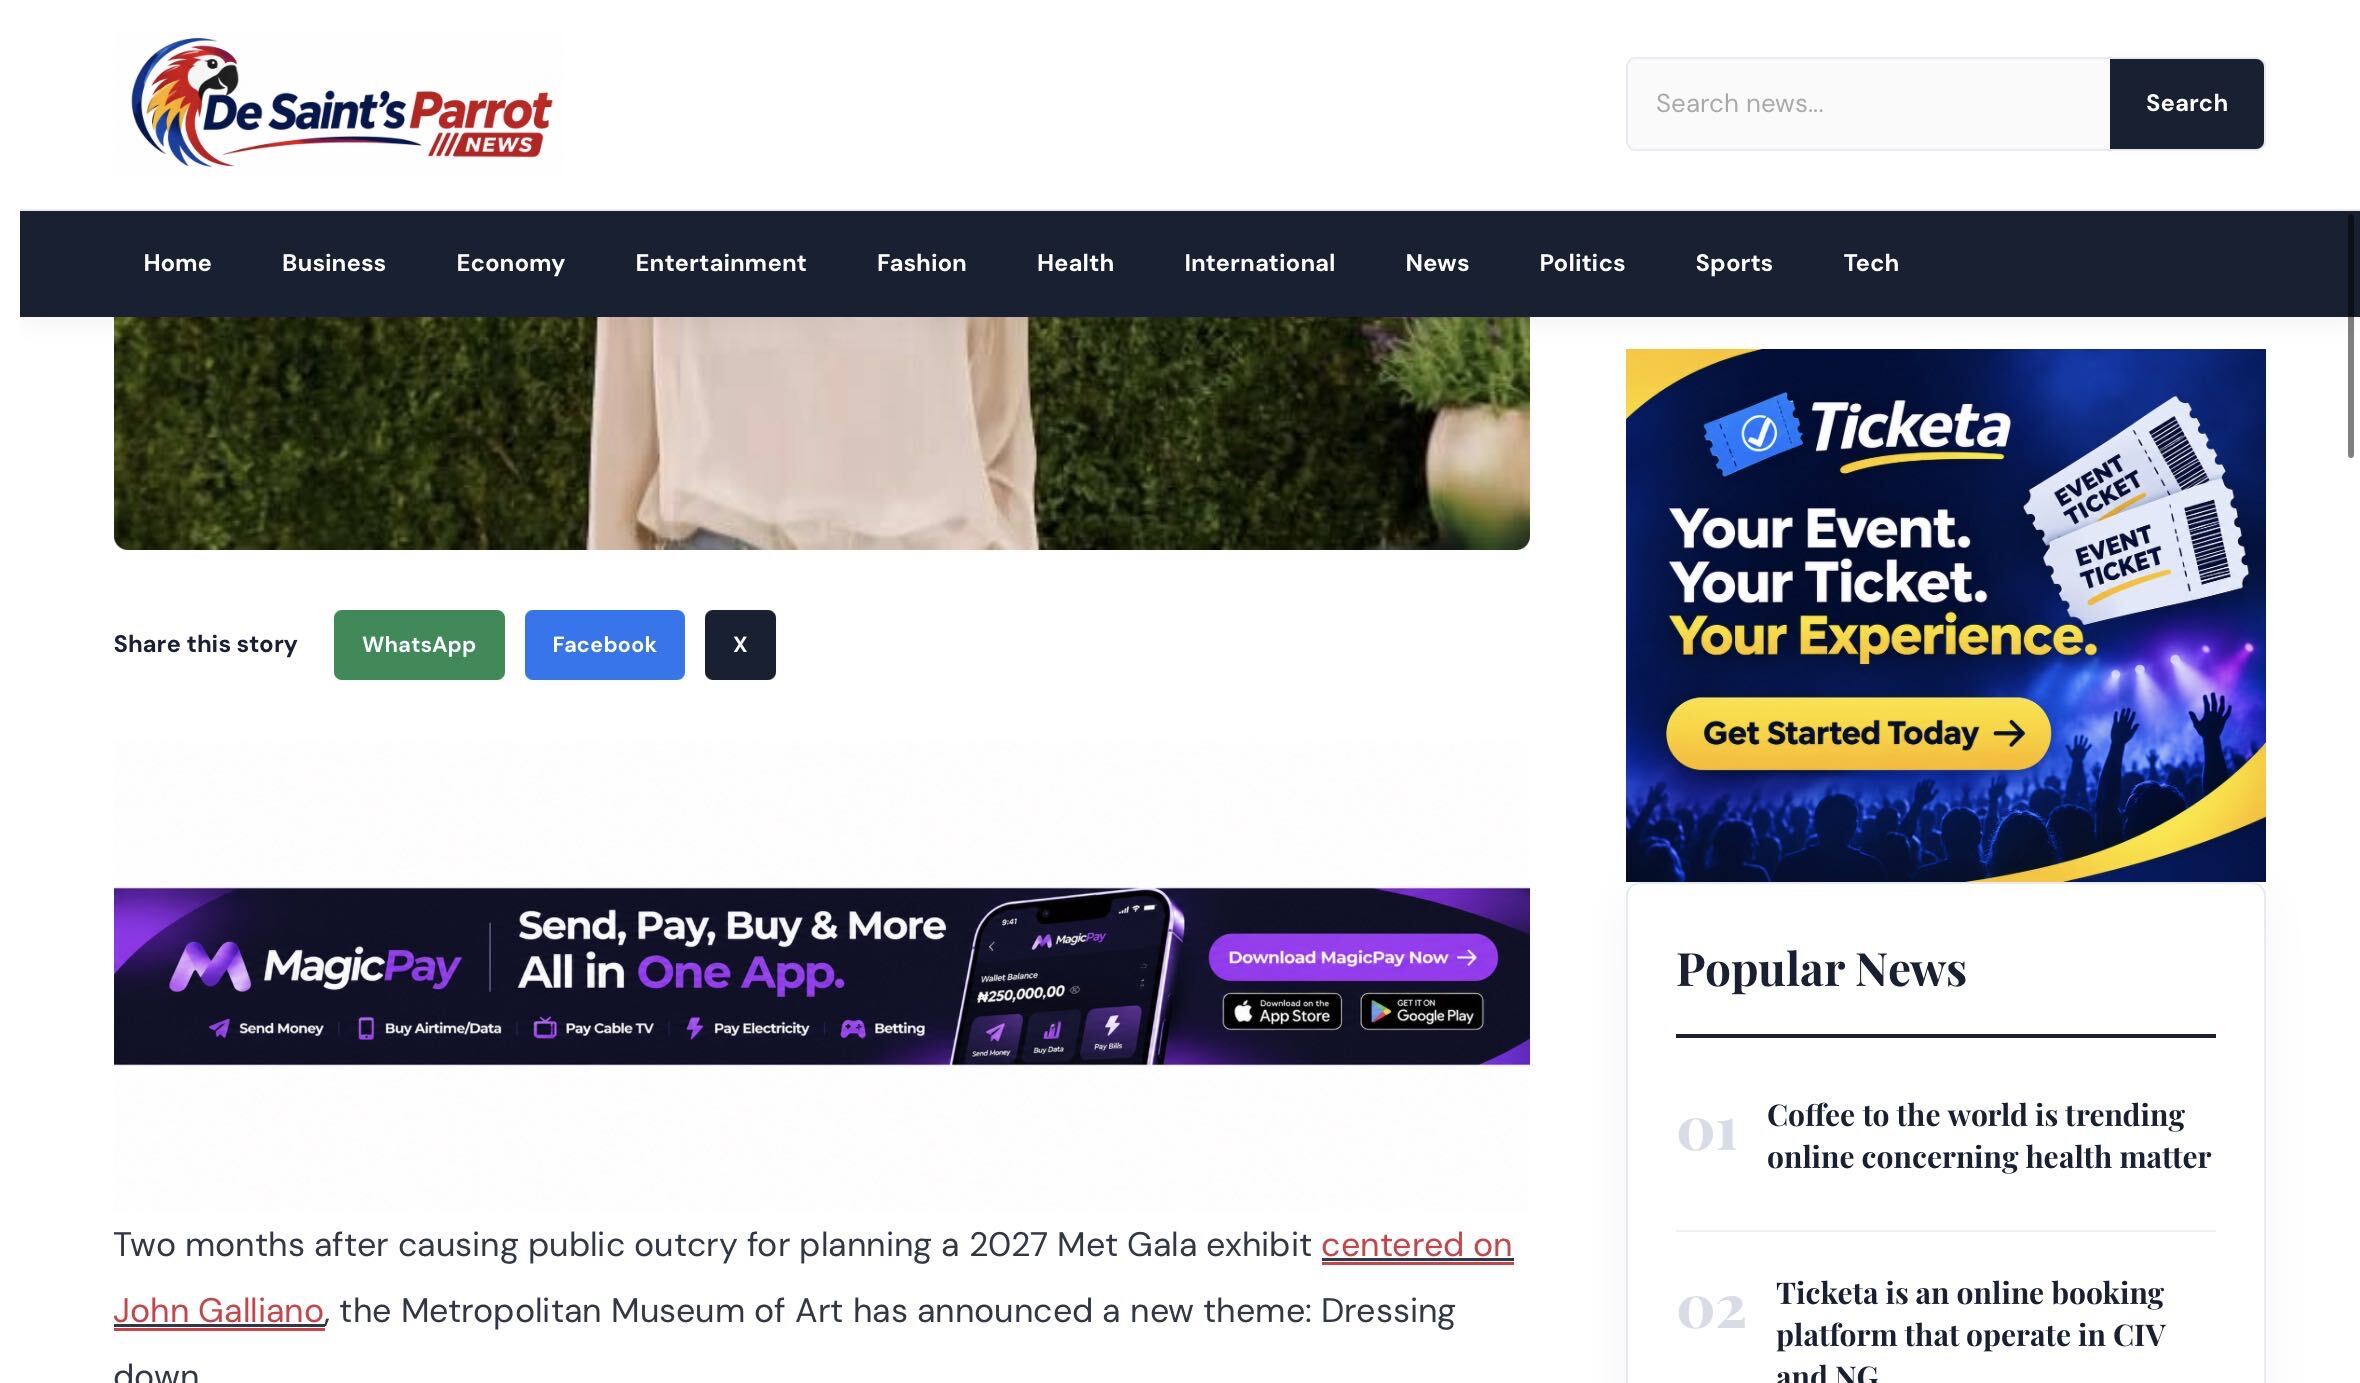 De Saint's Parrot
NEWS
Search news...
Search
Home Business Economy Entertainment Fashion Health International News Politics Sports Tech
Share this story
WhatsApp
Facebook
X
MagicPay
Send, Pay, Buy & More
All in One App.
Send Money
Buy Airtime/Data
Pay Cable TV
Pay Electricity
Betting
9:41
MagicPay
Wallet Balance
₦250,000,00
Send Money
Buy Data
Pay Bills
Download MagicPay Now →
Download on the
App Store
GET IT ON
Google Play
Two months after causing public outcry for planning a 2027 Met Gala exhibit centered on
John Galliano, the Metropolitan Museum of Art has announced a new theme: Dressing
down
Ticketa
EVENT
TICKET
EVENT
TICKET
Your Event.
Your Ticket.
Your Experience.
Get Started Today →
Popular News
01
Coffee to the world is trending
online concerning health matter
02
Ticketa is an online booking
platform that operate in CIV
and NG